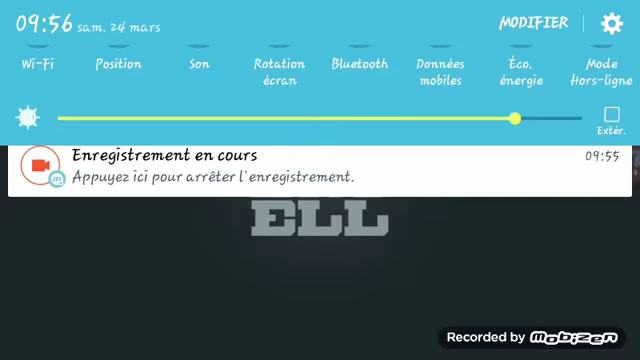 09:56 sam. 24 mars MODIFIER
Wi-Fi Position Son Rotation écran Bluetooth Données mobiles Éco. énergie Mode Hors-ligne
Extér.
Enregistrement en cours 09:55
Appuyez ici pour arrêter l'enregistrement.
ELL
Recorded by mobizen